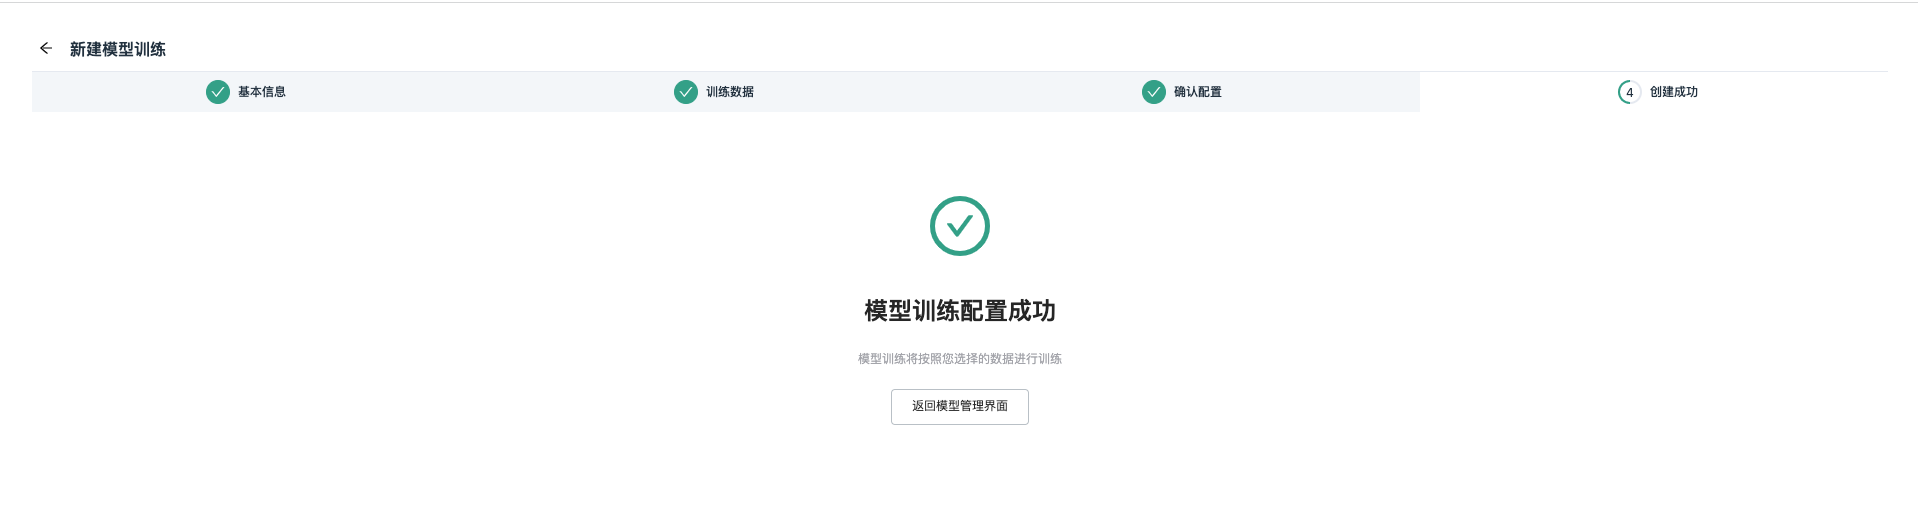 新建模型训练
基本信息
训练数据
确认配置
4 创建成功
模型训练配置成功
模型训练将按照您选择的数据进行训练
返回模型管理界面